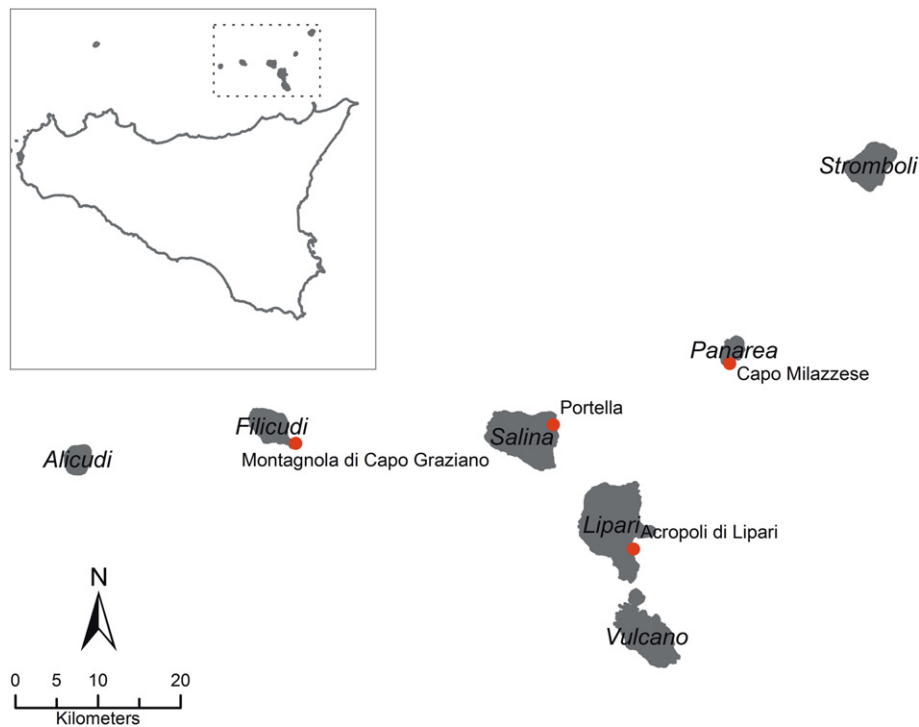 Stromboli
Panarea
Capo Milazzese
Portella
Filicudi
Salina
Alicudi
Montagnola di Capo Graziano
Lipari
Acropoli di Lipari
Vulcano
N
0 5 10 20
Kilometers